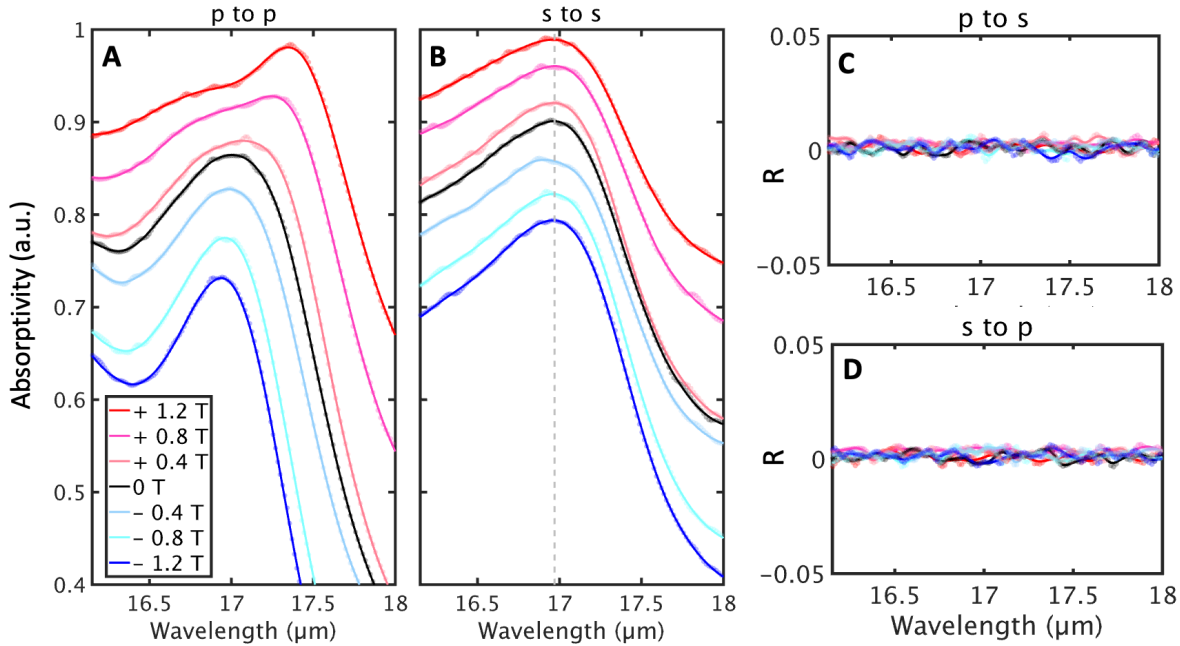 p to p
A
1
0.9
0.8
0.7
0.6
0.5
0.4
Absorptivity (a.u.)
+ 1.2 T
+ 0.8 T
+ 0.4 T
0 T
− 0.4 T
− 0.8 T
− 1.2 T
16.5 17 17.5 18
Wavelength (μm)
s to s
B
16.5 17 17.5 18
Wavelength (μm)
p to s
C
0.05
0
−0.05
R
16.5 17 17.5 18
s to p
D
0.05
0
−0.05
R
16.5 17 17.5 18
Wavelength (μm)